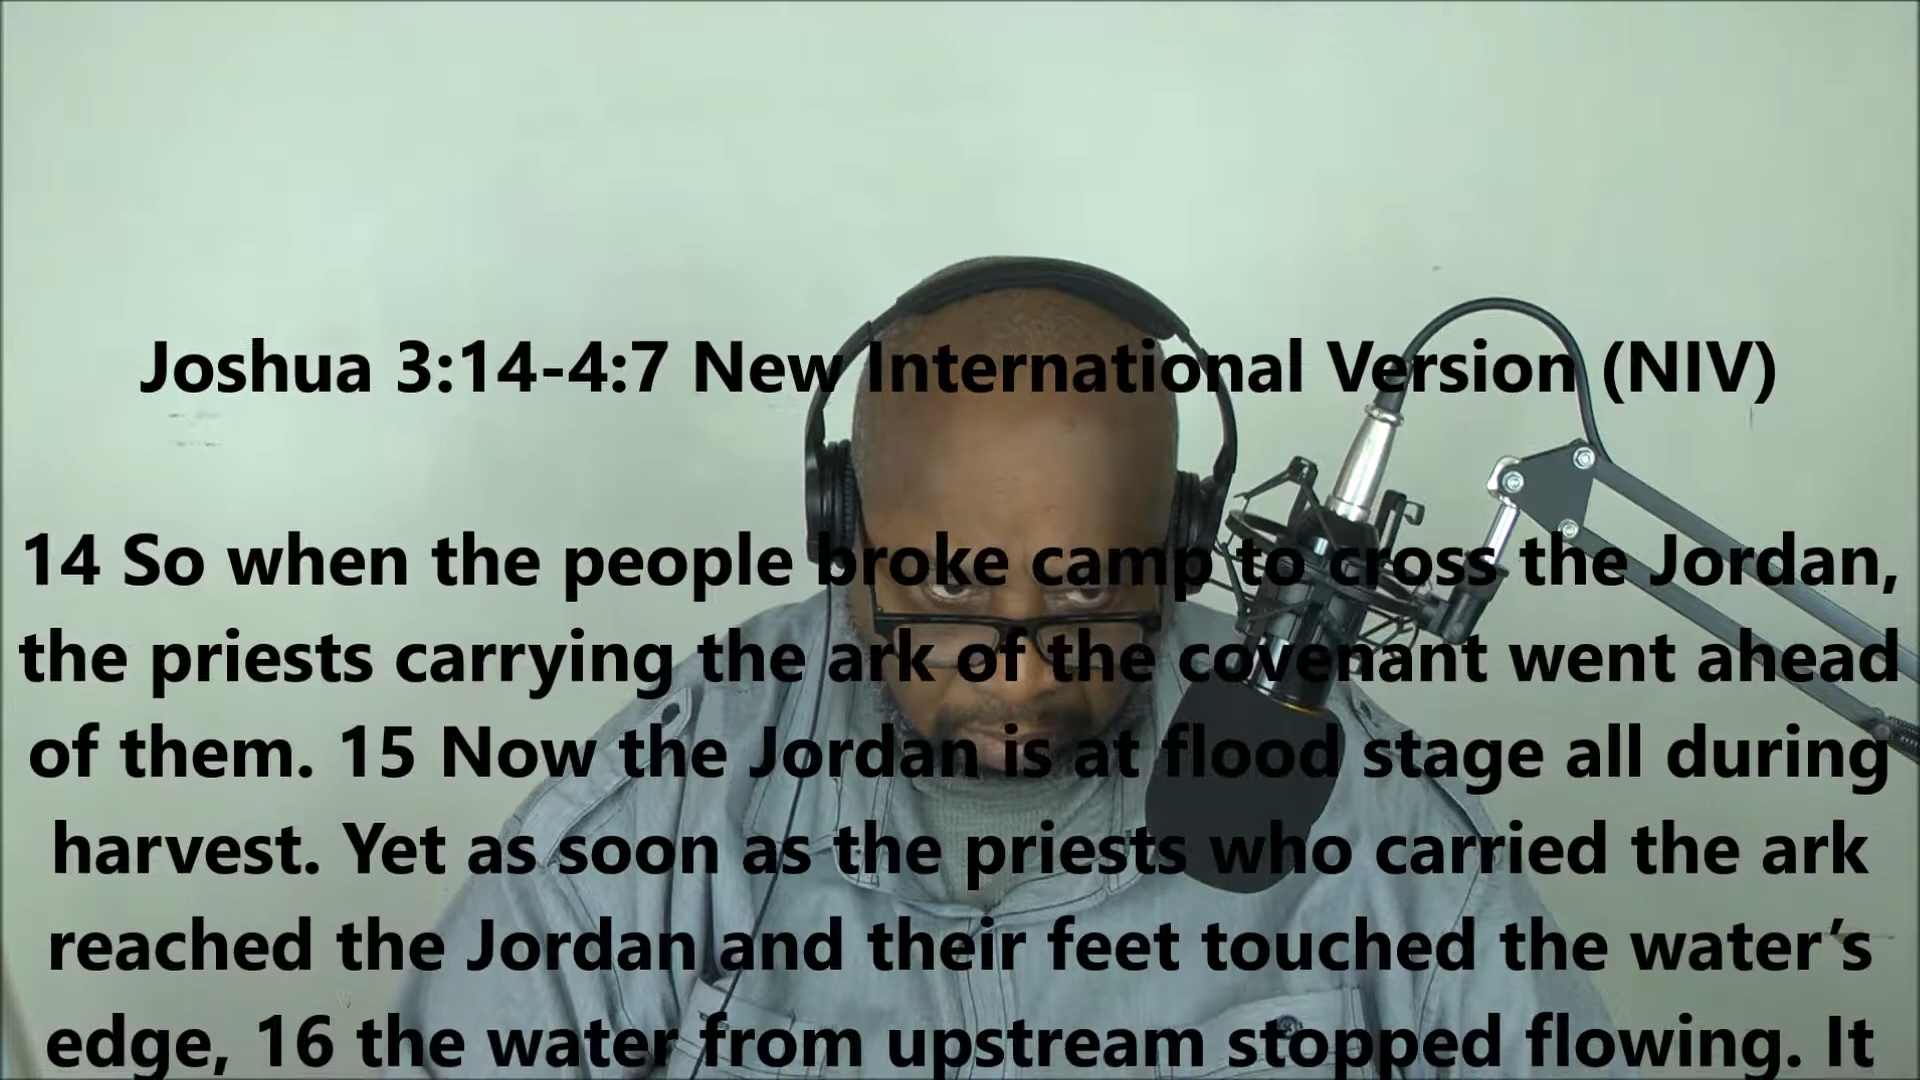 Joshua 3:14-4:7 New International Version (NIV)
14 So when the people broke camp to cross the Jordan,
the priests carrying the ark of the covenant went ahead
of them. 15 Now the Jordan is at flood stage all during
harvest. Yet as soon as the priests who carried the ark
reached the Jordan and their feet touched the water’s
edge, 16 the water from upstream stopped flowing. It